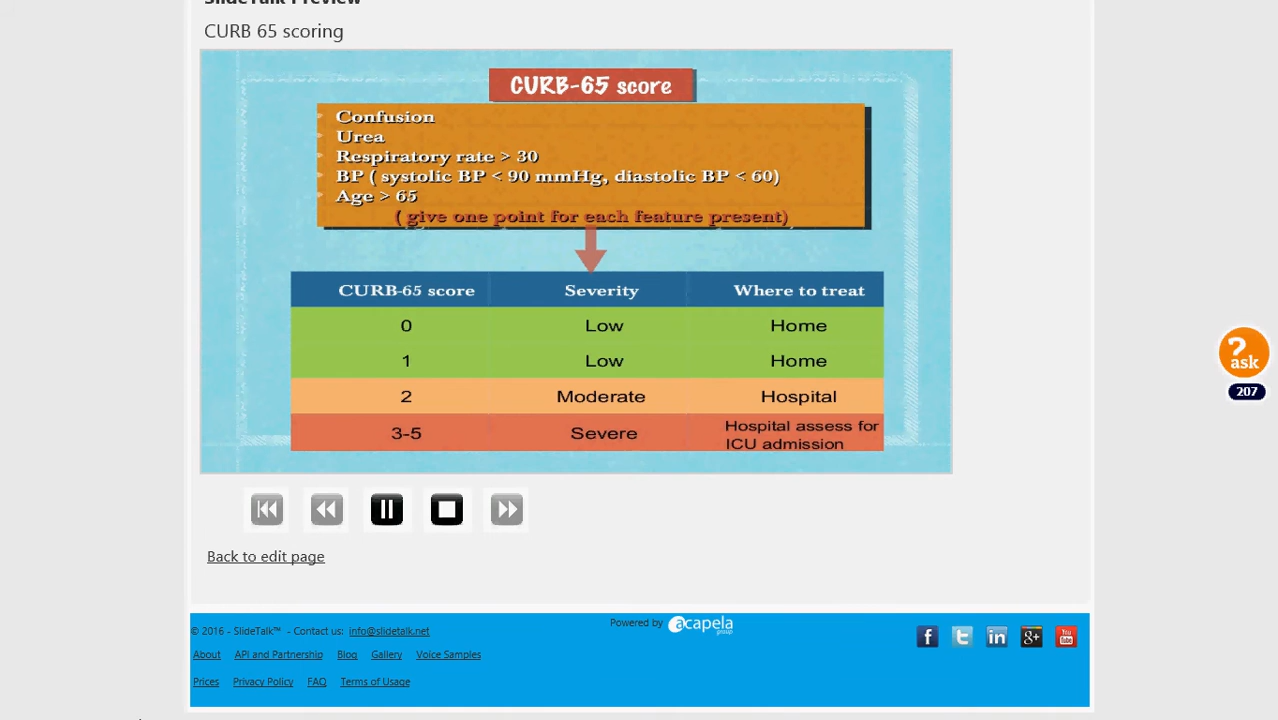 SlideTalk Preview
CURB 65 scoring
CURB-65 score
Confusion
Urea
Respiratory rate > 30
BP ( systolic BP < 90 mmHg, diastolic BP < 60)
Age > 65
( give one point for each feature present)
CURB-65 score Severity Where to treat
0 Low Home
1 Low Home
2 Moderate Hospital
3-5 Severe Hospital assess for
ICU admission
? ask
207
Back to edit page
© 2016 - SlideTalk™ - Contact us: info@slidetalk.net
Powered by acapela group
About API and Partnership Blog Gallery Voice Samples
Prices Privacy Policy FAQ Terms of Usage
f t in g+ You Tube